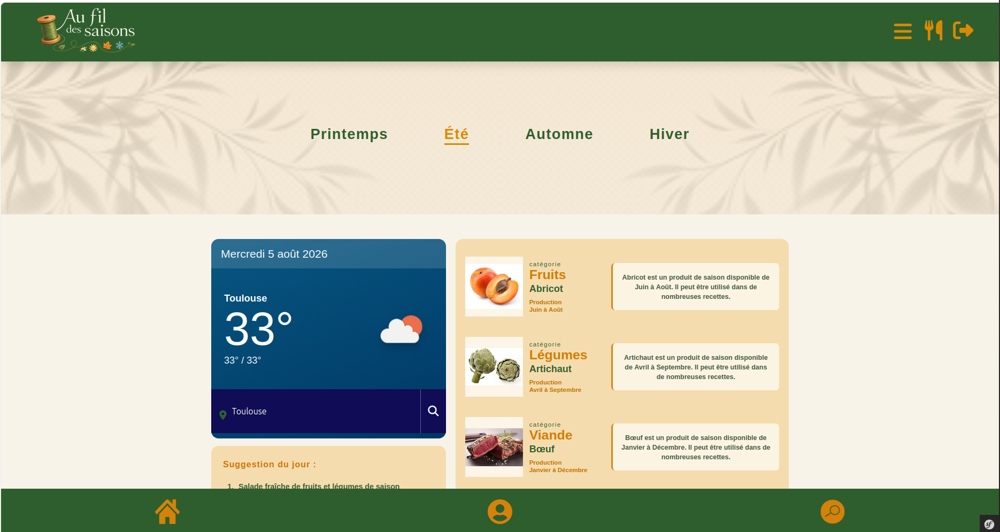 Au fil
des saisons
Printemps
Été
Automne
Hiver
Mercredi 5 août 2026
Toulouse
33°
33° / 33°
Toulouse
Suggestion du jour :
1. Salade fraîche de fruits et légumes de saison
catégorie
Fruits
Abricot
Production
Juin à Août
Abricot est un produit de saison disponible de
Juin à Août. Il peut être utilisé dans de
nombreuses recettes.
catégorie
Légumes
Artichaut
Production
Avril à Septembre
Artichaut est un produit de saison disponible
de Avril à Septembre. Il peut être utilisé dans
de nombreuses recettes.
catégorie
Viande
Bœuf
Production
Janvier à Décembre
Bœuf est un produit de saison disponible de
Janvier à Décembre. Il peut être utilisé dans de
nombreuses recettes.
sf